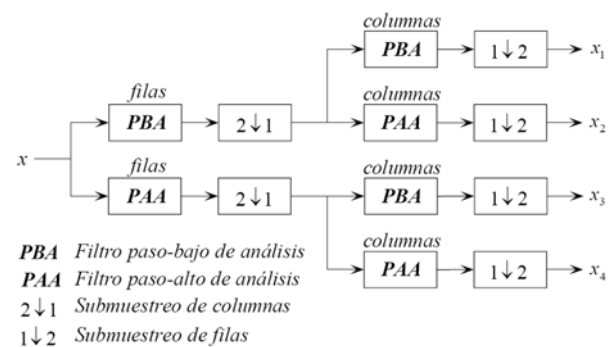 columnas
PBA 1↓2 x₁
filas columnas
PBA 2↓1 PAA 1↓2 x₂
x
filas columnas
PAA 2↓1 PBA 1↓2 x₃
columnas
PAA 1↓2 x₄
PBA Filtro paso-bajo de análisis
PAA Filtro paso-alto de análisis
2↓1 Submuestreo de columnas
1↓2 Submuestreo de filas